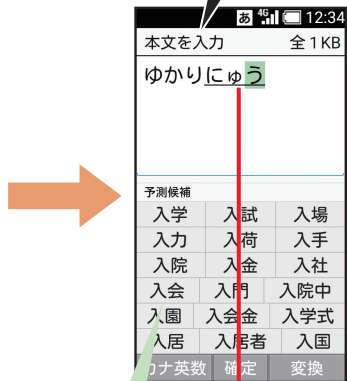 あ 4G 12:34
本文を入力 全1KB
ゆかりにゅう
予測候補
入学 入試 入場
入力 入荷 入手
入院 入金 入社
入会 入門 入院中
入園 入会金 入学式
入居 入居者 入国
カナ英数 確定 変換